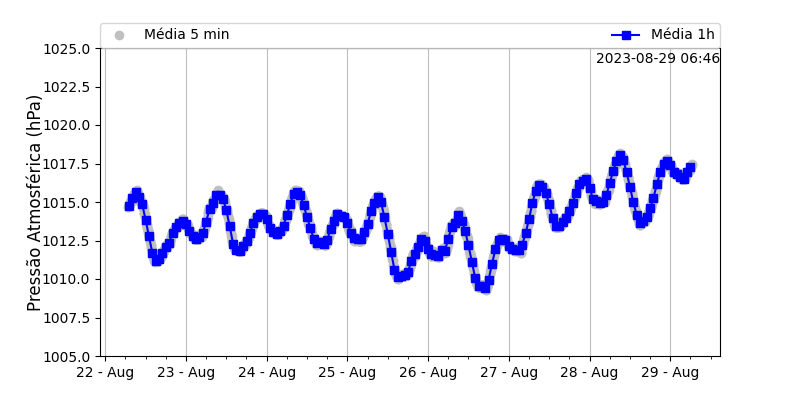 Média 5 min
Média 1h
2023-08-29 06:46
Pressão Atmosférica (hPa)
1025.0
1022.5
1020.0
1017.5
1015.0
1012.5
1010.0
1007.5
1005.0
22 - Aug
23 - Aug
24 - Aug
25 - Aug
26 - Aug
27 - Aug
28 - Aug
29 - Aug